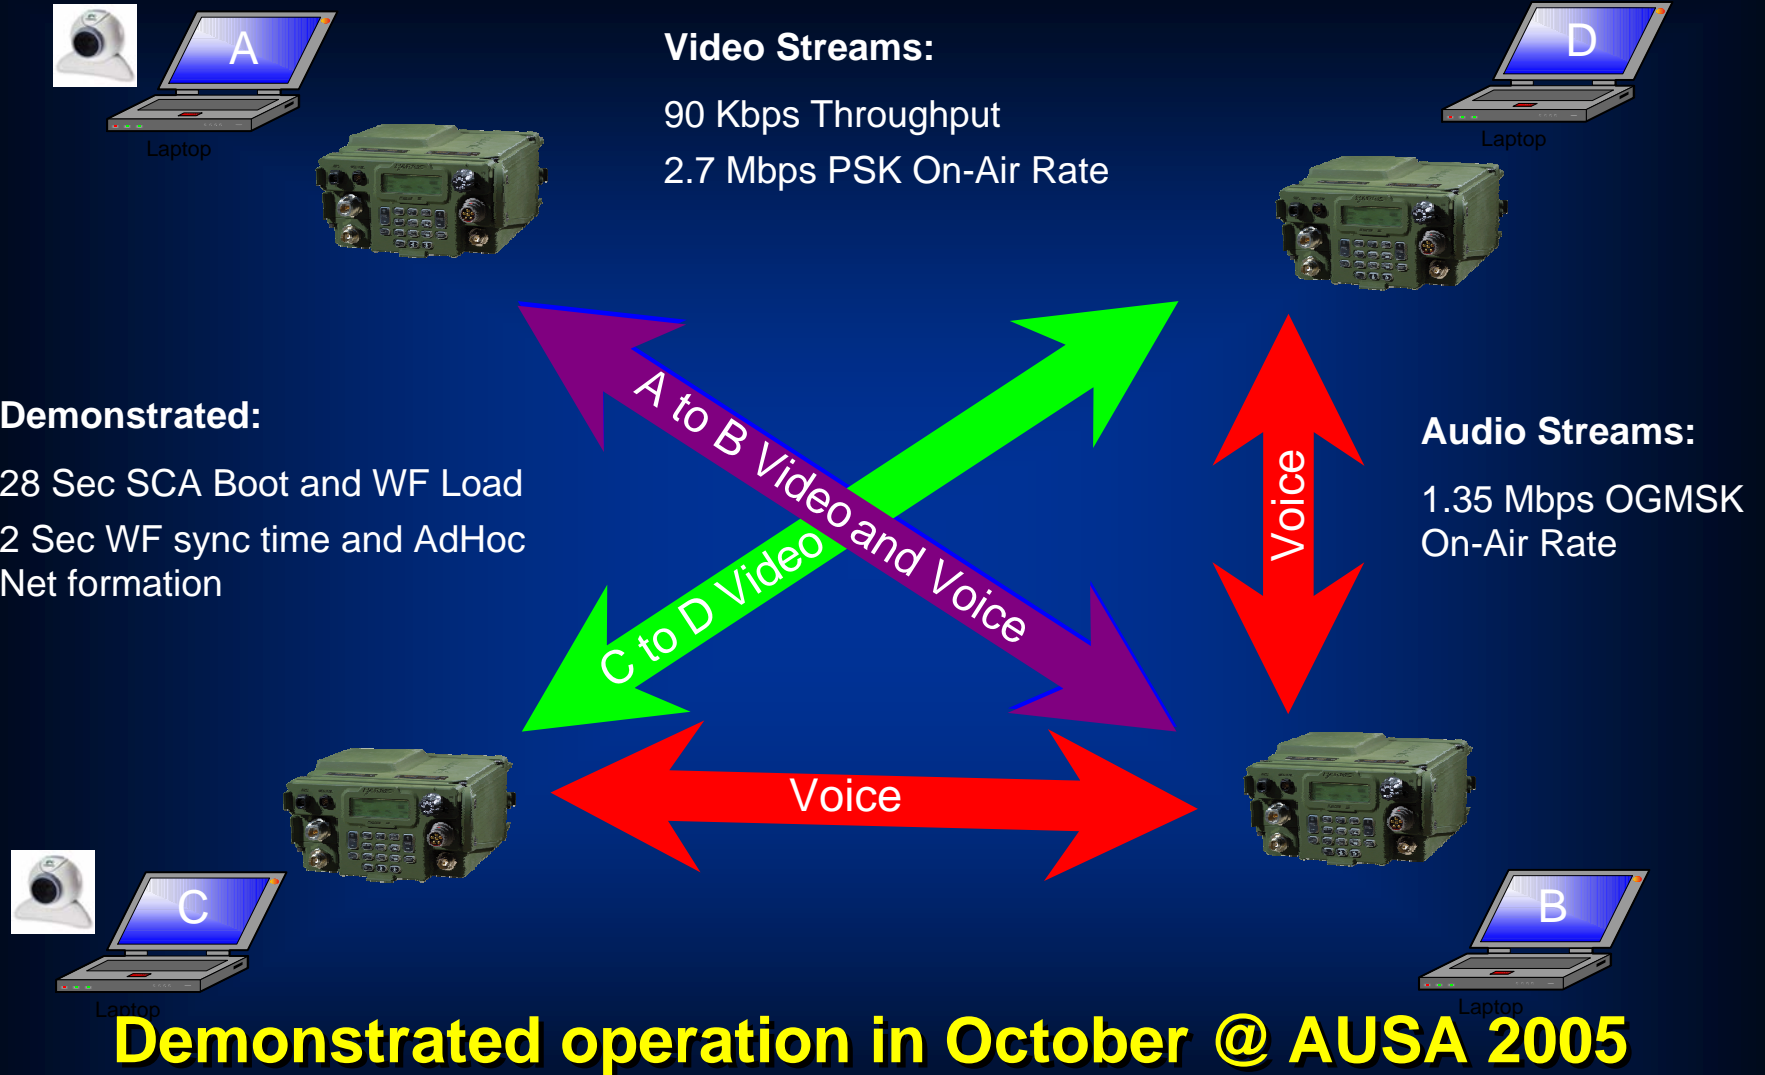 A
D
Laptop
Laptop
Video Streams:
90 Kbps Throughput
2.7 Mbps PSK On-Air Rate
Demonstrated:
28 Sec SCA Boot and WF Load
2 Sec WF sync time and AdHoc
Net formation
A to B Video and Voice
C to D Video
Voice
Audio Streams:
1.35 Mbps OGMSK
On-Air Rate
Voice
C
B
Laptop
Laptop
Demonstrated operation in October @ AUSA 2005